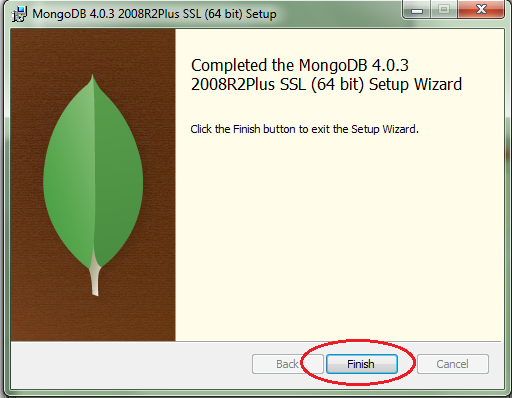 MongoDB 4.0.3 2008R2Plus SSL (64 bit) Setup
Completed the MongoDB 4.0.3
2008R2Plus SSL (64 bit) Setup Wizard
Click the Finish button to exit the Setup Wizard.
Back Finish Cancel